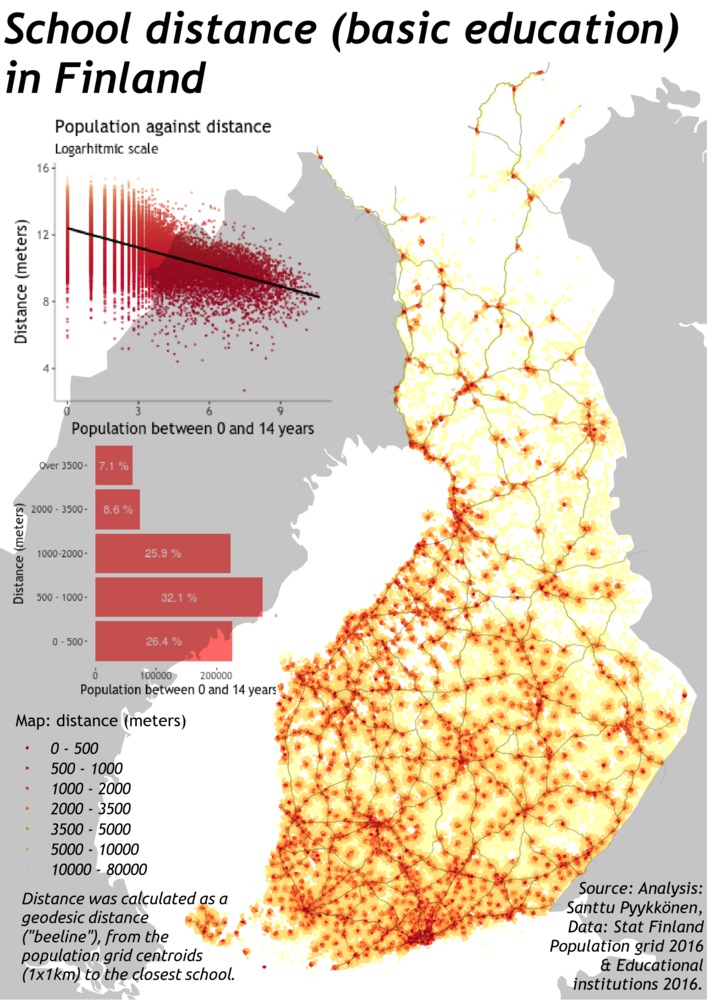 School distance (basic education)
in Finland
Population against distance
Logarhitmic scale
16
12
8
4
Distance (meters)
0
3
6
9
Population between 0 and 14 years
Over 3500
7.1 %
2000 - 3500
8.6 %
1000-2000
25.9 %
500 - 1000
32.1 %
0 - 500
26.4 %
Distance (meters)
0
100000
200000
Population between 0 and 14 years
Map: distance (meters)
0 - 500
500 - 1000
1000 - 2000
2000 - 3500
3500 - 5000
5000 - 10000
10000 - 80000
Distance was calculated as a
geodesic distance
("beeline"), from the
population grid centroids
(1x1km) to the closest school.
Source: Analysis:
Santtu Pyykkönen,
Data: Stat Finland
Population grid 2016
& Educational
institutions 2016.